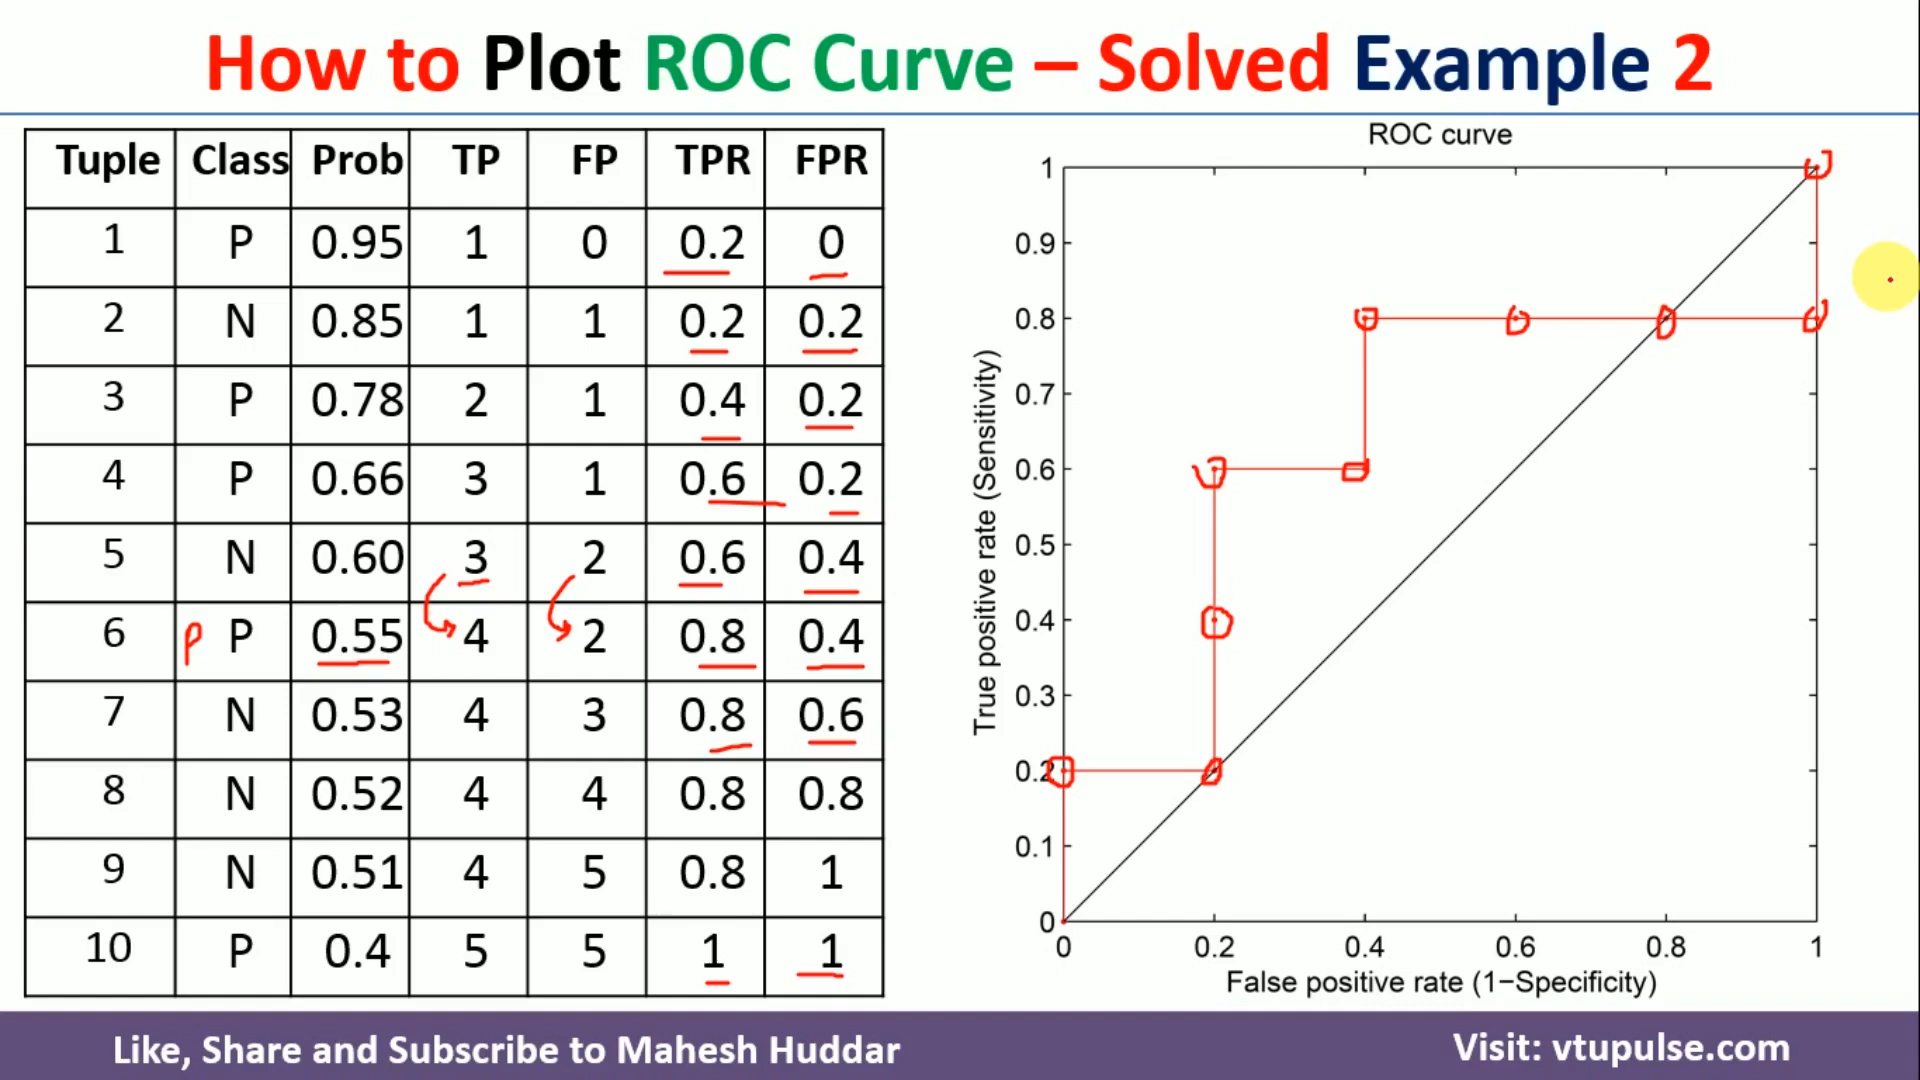 How to Plot ROC Curve – Solved Example 2
Tuple Class Prob TP FP TPR FPR
1 P 0.95 1 0 0.2 0
2 N 0.85 1 1 0.2 0.2
3 P 0.78 2 1 0.4 0.2
4 P 0.66 3 1 0.6 0.2
5 N 0.60 3 2 0.6 0.4
6 P P 0.55 4 2 0.8 0.4
7 N 0.53 4 3 0.8 0.6
8 N 0.52 4 4 0.8 0.8
9 N 0.51 4 5 0.8 1
10 P 0.4 5 5 1 1
ROC curve
1
0.9
0.8
0.7
0.6
0.5
0.4
0.3
0.2
0.1
0
True positive rate (Sensitivity)
0 0.2 0.4 0.6 0.8 1
False positive rate (1−Specificity)
Like, Share and Subscribe to Mahesh Huddar
Visit: vtupulse.com